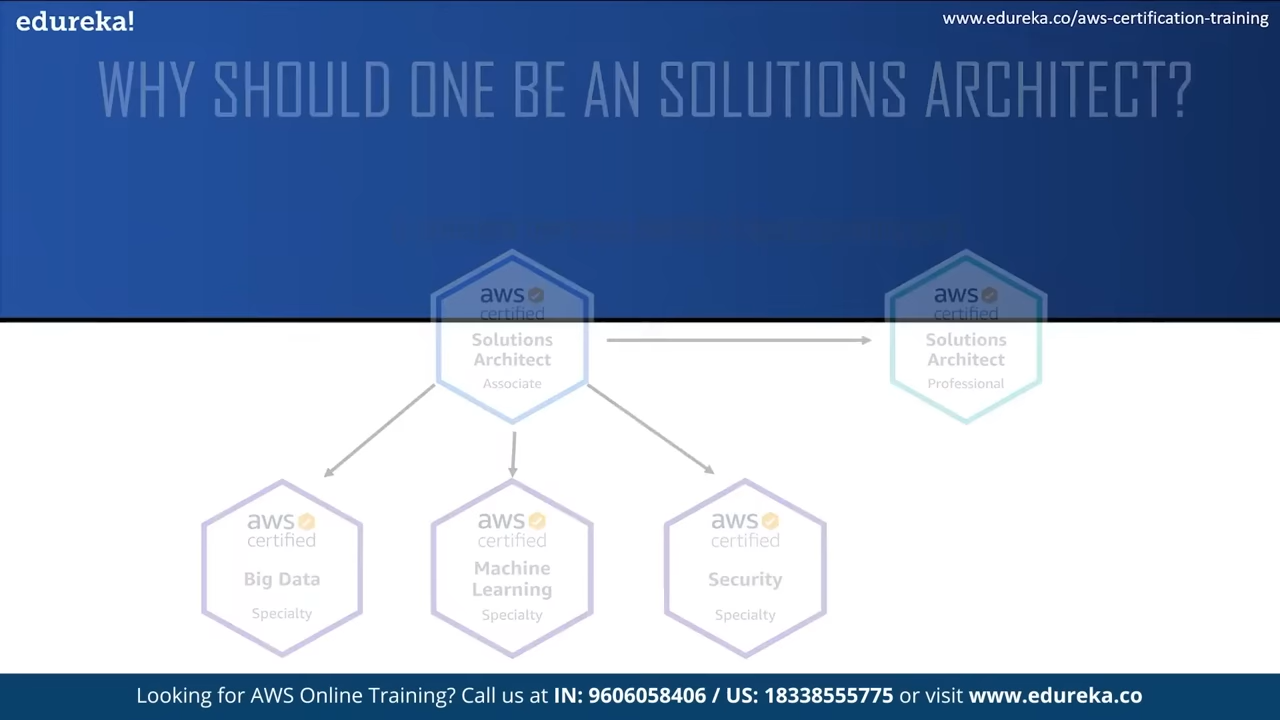 edureka!
www.edureka.co/aws-certification-training
WHY SHOULD ONE BE AN SOLUTIONS ARCHITECT?
aws
certified
Solutions
Architect
Associate
aws
certified
Solutions
Architect
Professional
aws
certified
Big Data
Specialty
aws
certified
Machine
Learning
Specialty
aws
certified
Security
Specialty
Looking for AWS Online Training? Call us at IN: 9606058406 / US: 18338555775 or visit www.edureka.co